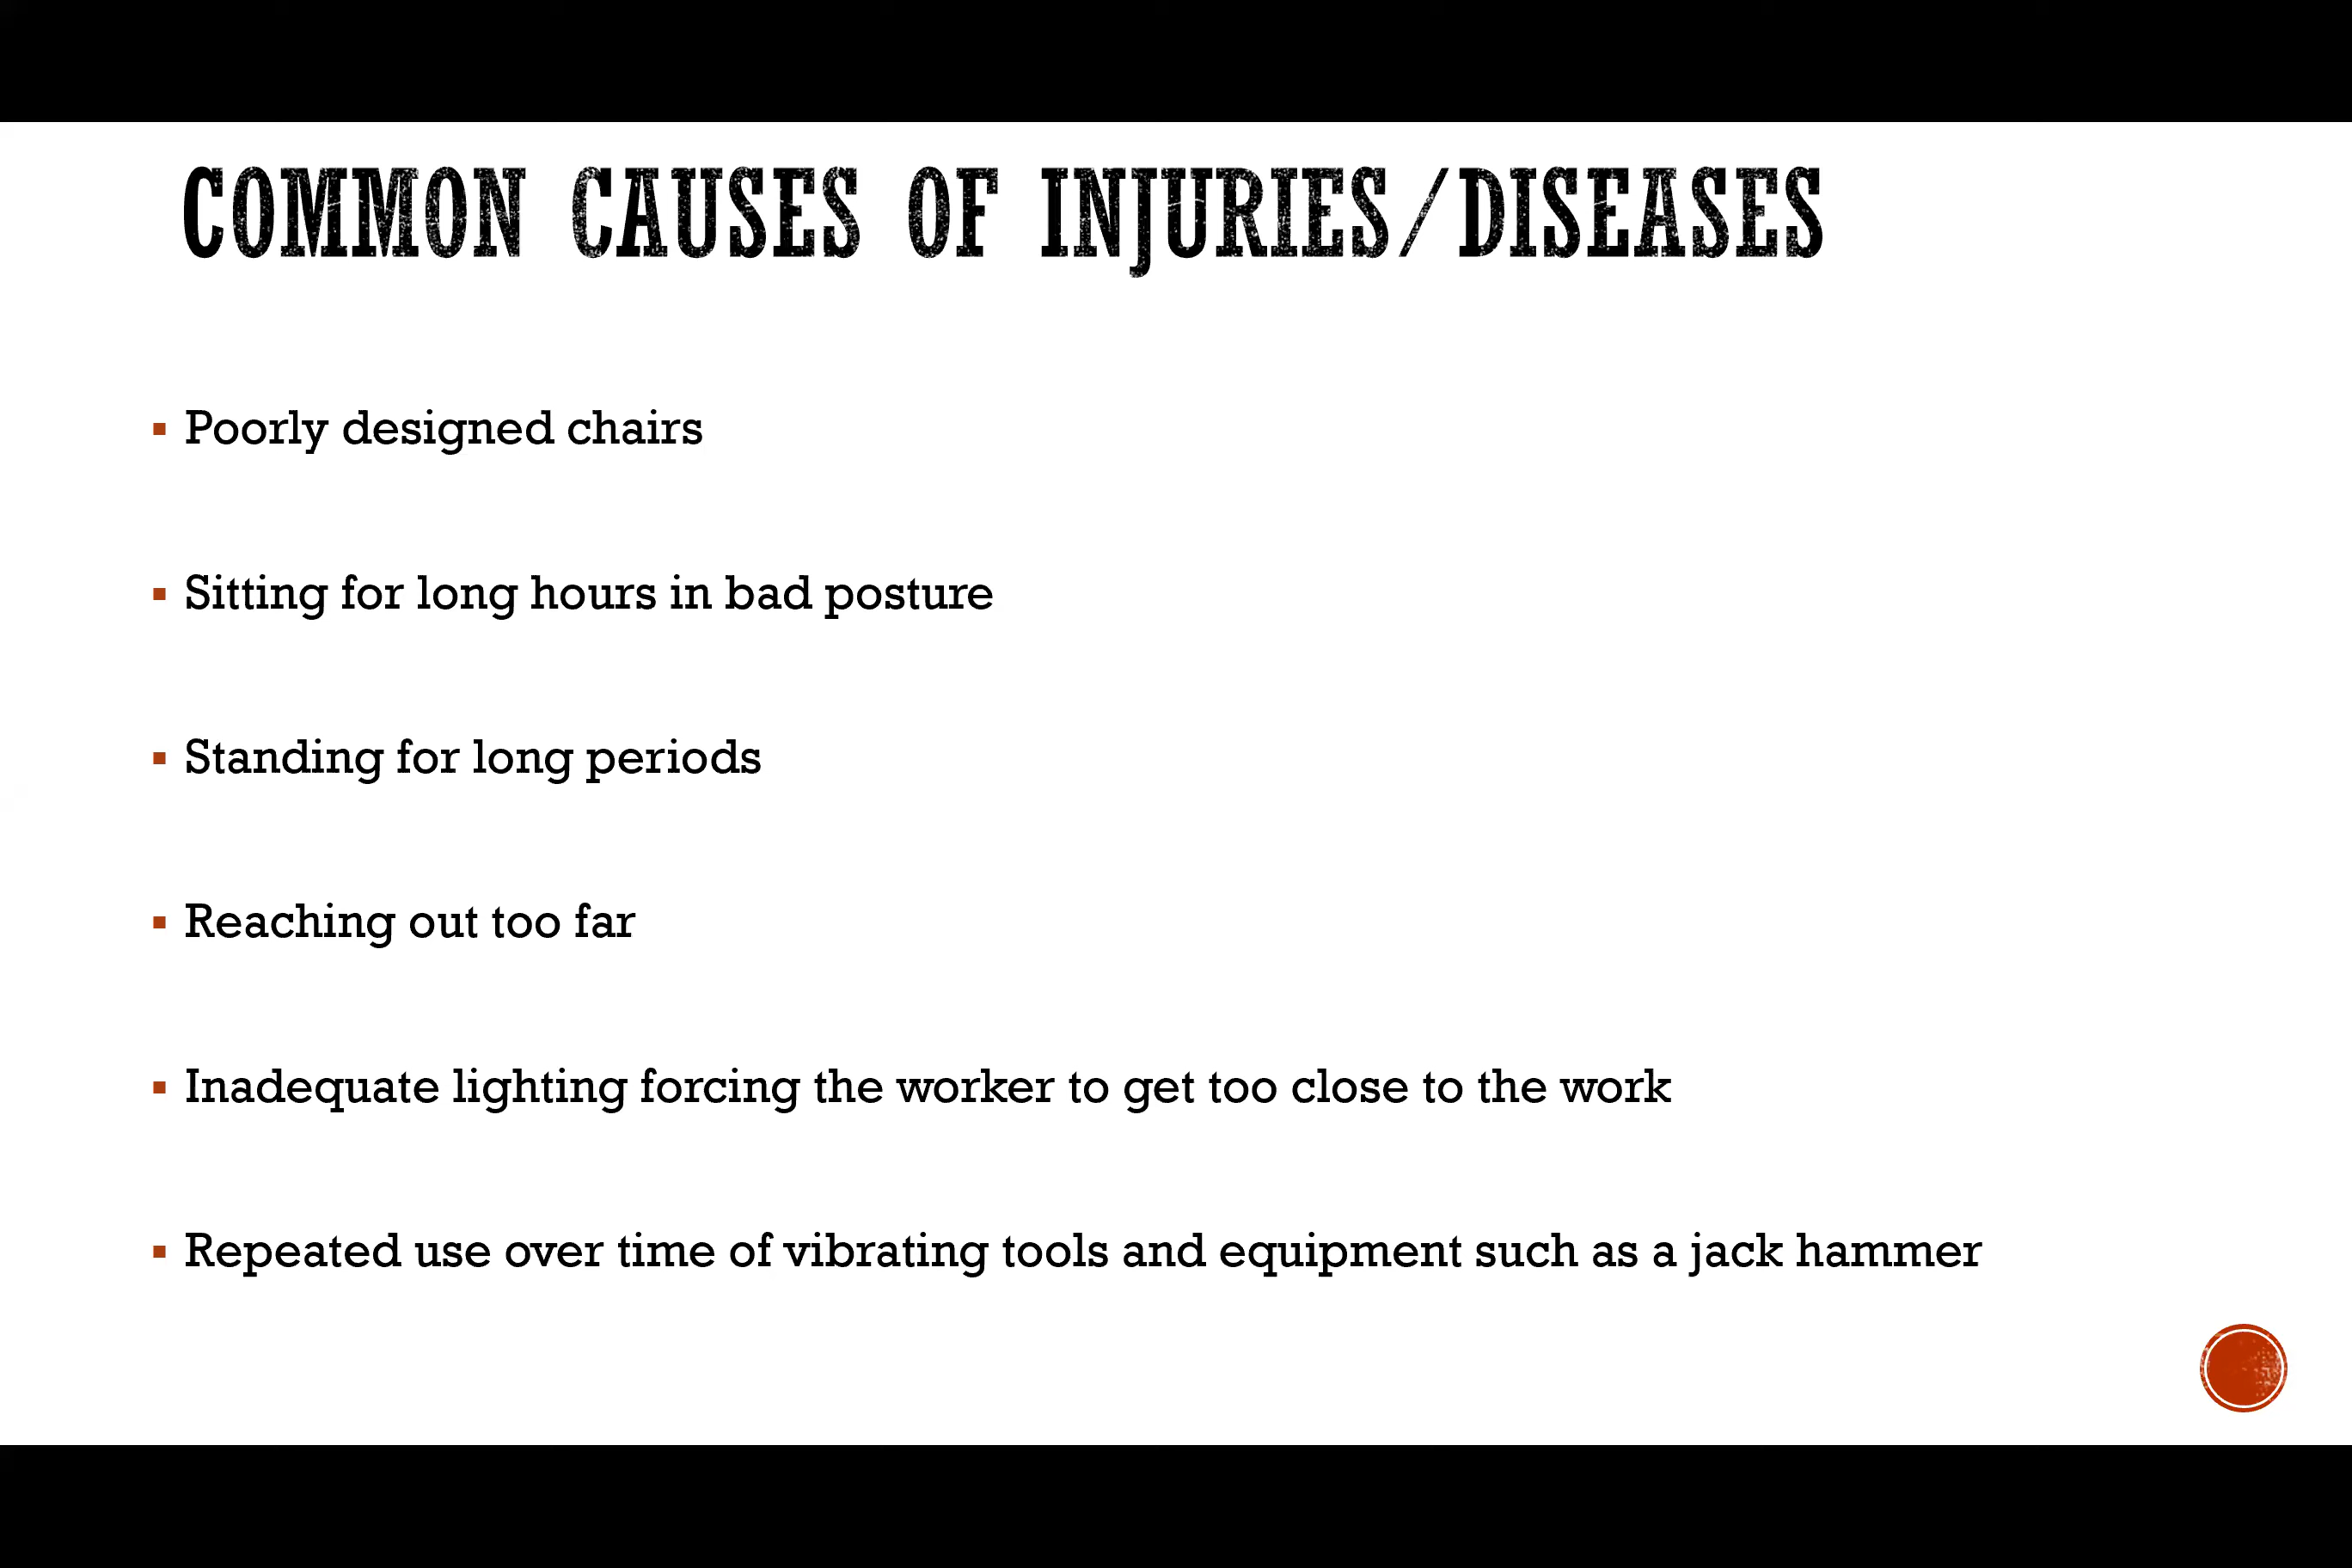 COMMON CAUSES OF INJURIES/DISEASES
Poorly designed chairs
Sitting for long hours in bad posture
Standing for long periods
Reaching out too far
Inadequate lighting forcing the worker to get too close to the work
Repeated use over time of vibrating tools and equipment such as a jack hammer